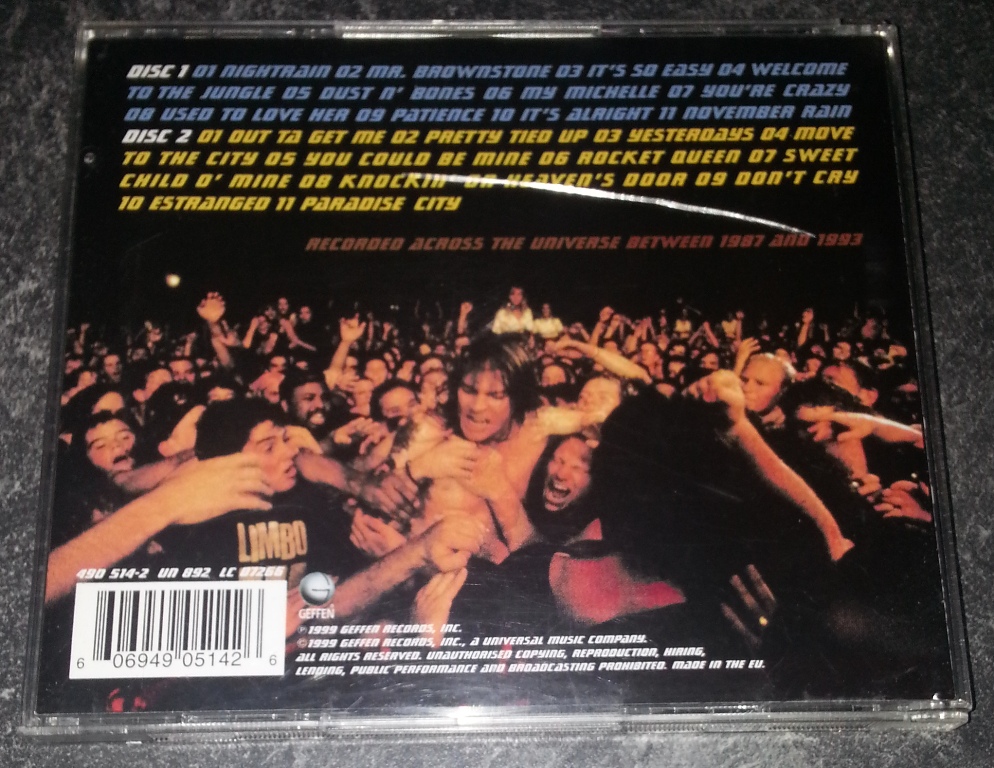 DISC 1 01 NIGHTRAIN 02 MR. BROWNSTONE 03 IT'S SO EASY 04 WELCOME
TO THE JUNGLE 05 DUST N' BONES 06 MY MICHELLE 07 YOU'RE CRAZY
08 USED TO LOVE HER 09 PATIENCE 10 IT'S ALRIGHT 11 NOVEMBER RAIN
DISC 2 01 OUT TA GET ME 02 PRETTY TIED UP 03 YESTERDAYS 04 MOVE
TO THE CITY 05 YOU COULD BE MINE 06 ROCKET QUEEN 07 SWEET
CHILD O' MINE 08 KNOCKIN' ON HEAVEN'S DOOR 09 DON'T CRY
10 ESTRANGED 11 PARADISE CITY
RECORDED ACROSS THE UNIVERSE BETWEEN 1987 AND 1993
LIMBO
490 514-2 UN 892 LC 07266
6 06949 05142 6
GEFFEN
℗1999 GEFFEN RECORDS, INC.
©1999 GEFFEN RECORDS, INC., A UNIVERSAL MUSIC COMPANY.
ALL RIGHTS RESERVED. UNAUTHORISED COPYING, REPRODUCTION, HIRING,
LENDING, PUBLIC PERFORMANCE AND BROADCASTING PROHIBITED. MADE IN THE EU.